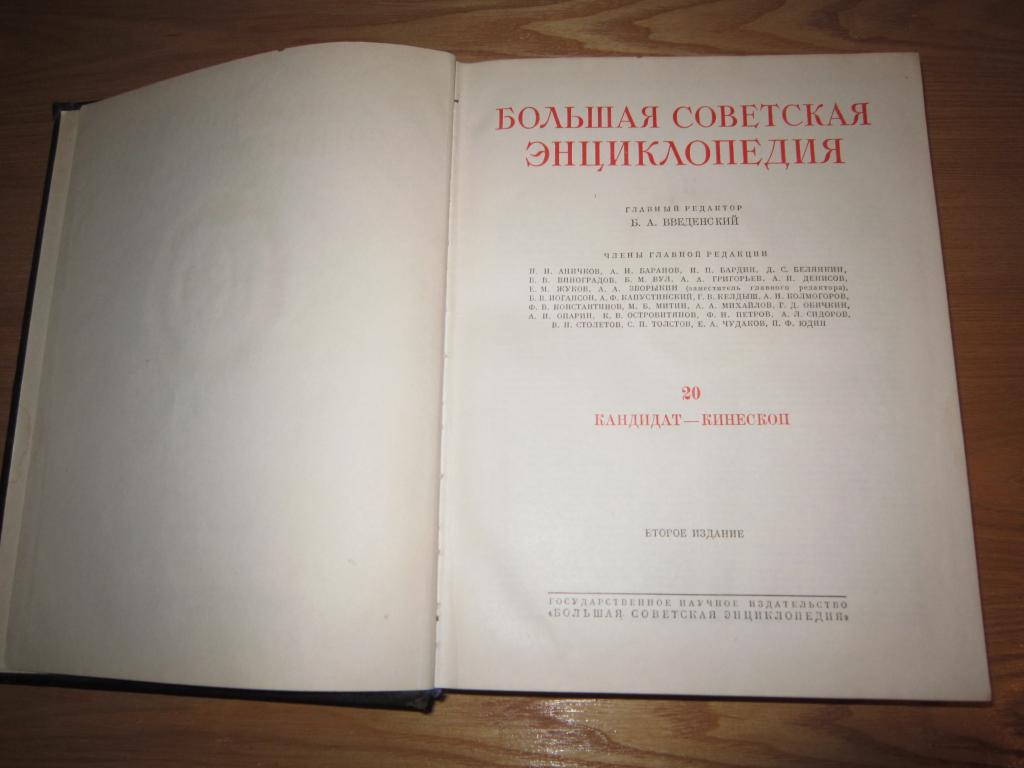 БОЛЬШАЯ СОВЕТСКАЯ
ЭНЦИКЛОПЕДИЯ
ГЛАВНЫЙ РЕДАКТОР
Б. А. ВВЕДЕНСКИЙ
ЧЛЕНЫ ГЛАВНОЙ РЕДАКЦИИ
Н. Н. АНИЧКОВ, А. И. БАРАНОВ, И. П. БАРДИН, Д. С. БЕЛЯНКИН,
В. В. ВИНОГРАДОВ, Б. М. ВУЛ, А. А. ГРИГОРЬЕВ, А. И. ДЕНИСОВ,
Е. М. ЖУКОВ, А. А. ЗВОРЫКИН (заместитель главного редактора),
Б. В. ИОГАНСОН, А. Ф. КАПУСТИНСКИЙ, Г. В. КЕЛДЫШ, А. Н. КОЛМОГОРОВ,
Ф. В. КОНСТАНТИНОВ, М. Б. МИТИН, А. А. МИХАЙЛОВ, Г. Д. ОБИЧКИН,
А. И. ОПАРИН, К. В. ОСТРОВИТЯНОВ, Ф. Н. ПЕТРОВ, А. Л. СИДОРОВ,
В. Н. СТОЛЕТОВ, С. П. ТОЛСТОВ, Е. А. ЧУДАКОВ, П. Ф. ЮДИН
20
КАНДИДАТ — КИНЕСКОП
ВТОРОЕ ИЗДАНИЕ
ГОСУДАРСТВЕННОЕ НАУЧНОЕ ИЗДАТЕЛЬСТВО
«БОЛЬШАЯ СОВЕТСКАЯ ЭНЦИКЛОПЕДИЯ»